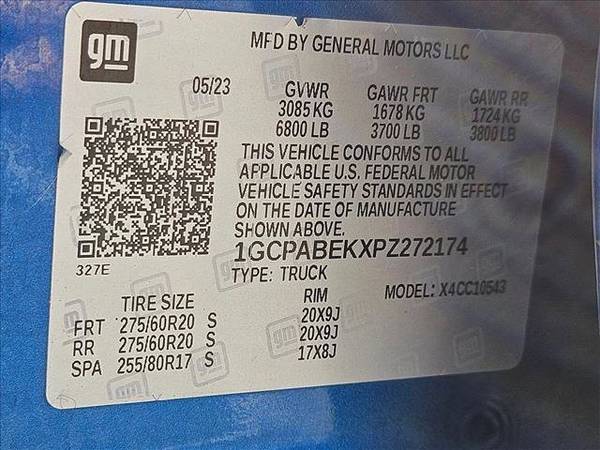 gm
MFD BY GENERAL MOTORS LLC
05/23 GVWR GAWR FRT GAWR RR
3085 KG 1678 KG 1724 KG
6800 LB 3700 LB 3800 LB
THIS VEHICLE CONFORMS TO ALL
APPLICABLE U.S. FEDERAL MOTOR
VEHICLE SAFETY STANDARDS IN EFFECT
ON THE DATE OF MANUFACTURE
SHOWN ABOVE.
1GCPABEKXPZ272174
327E
TYPE: TRUCK MODEL: X4CC10543
TIRE SIZE RIM
FRT 275/60R20 S 20X9J
RR 275/60R20 S 20X9J
SPA 255/80R17 S 17X8J